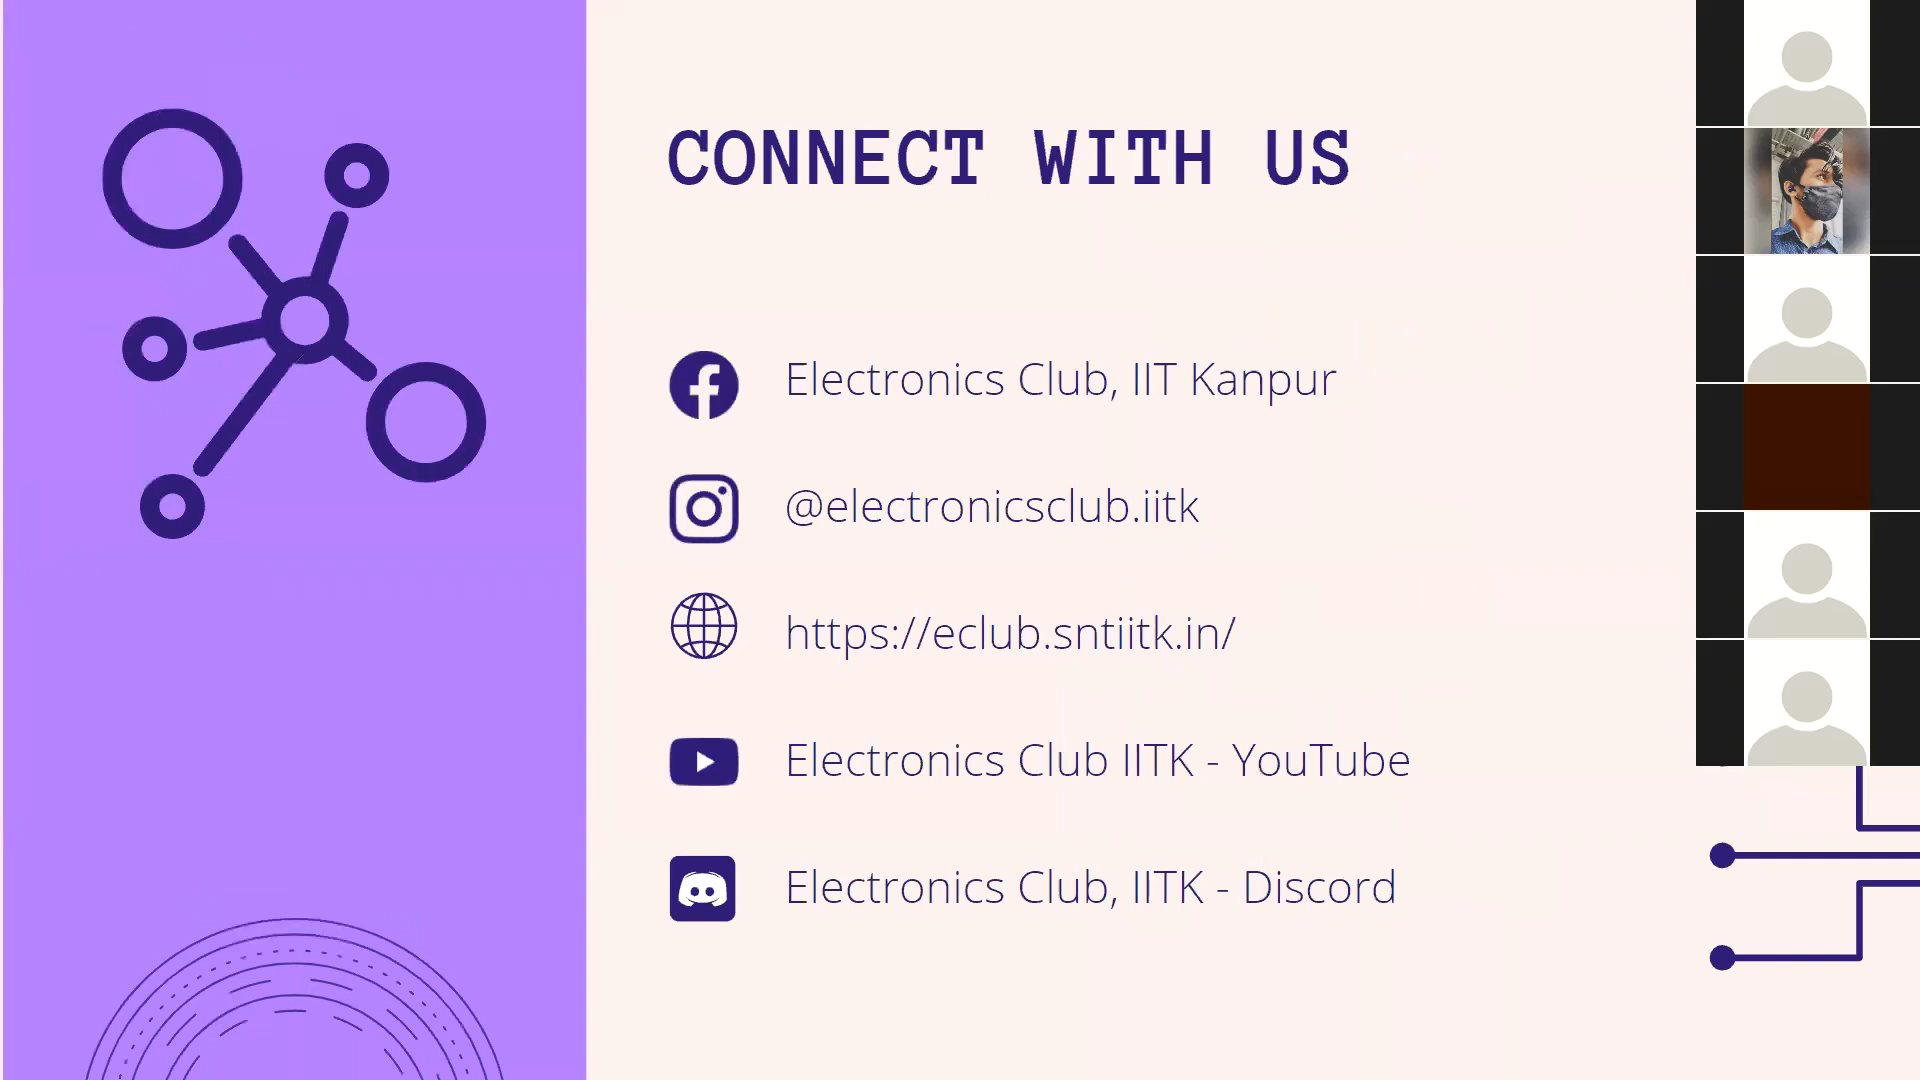 CONNECT WITH US
Electronics Club, IIT Kanpur
@electronicsclub.iitk
https://eclub.sntiitk.in/
Electronics Club IITK - YouTube
Electronics Club, IITK - Discord